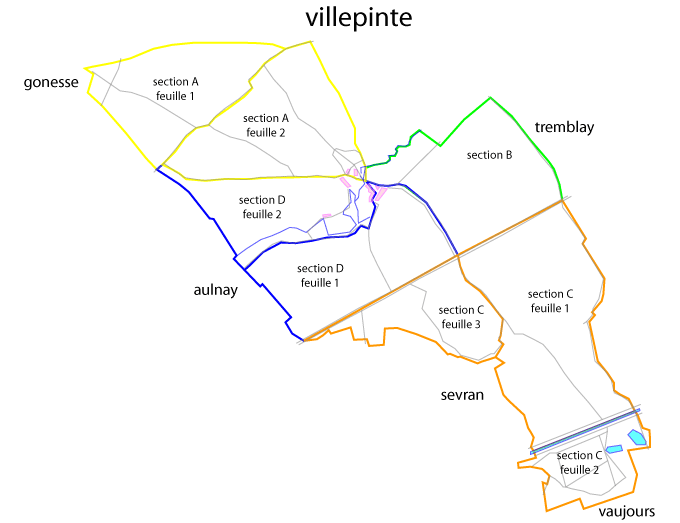 villepinte
gonesse
section A
feuille 1
section A
feuille 2
tremblay
section B
section D
feuille 2
aulnay
section D
feuille 1
section C
feuille 1
section C
feuille 3
sevran
section C
feuille 2
vaujours